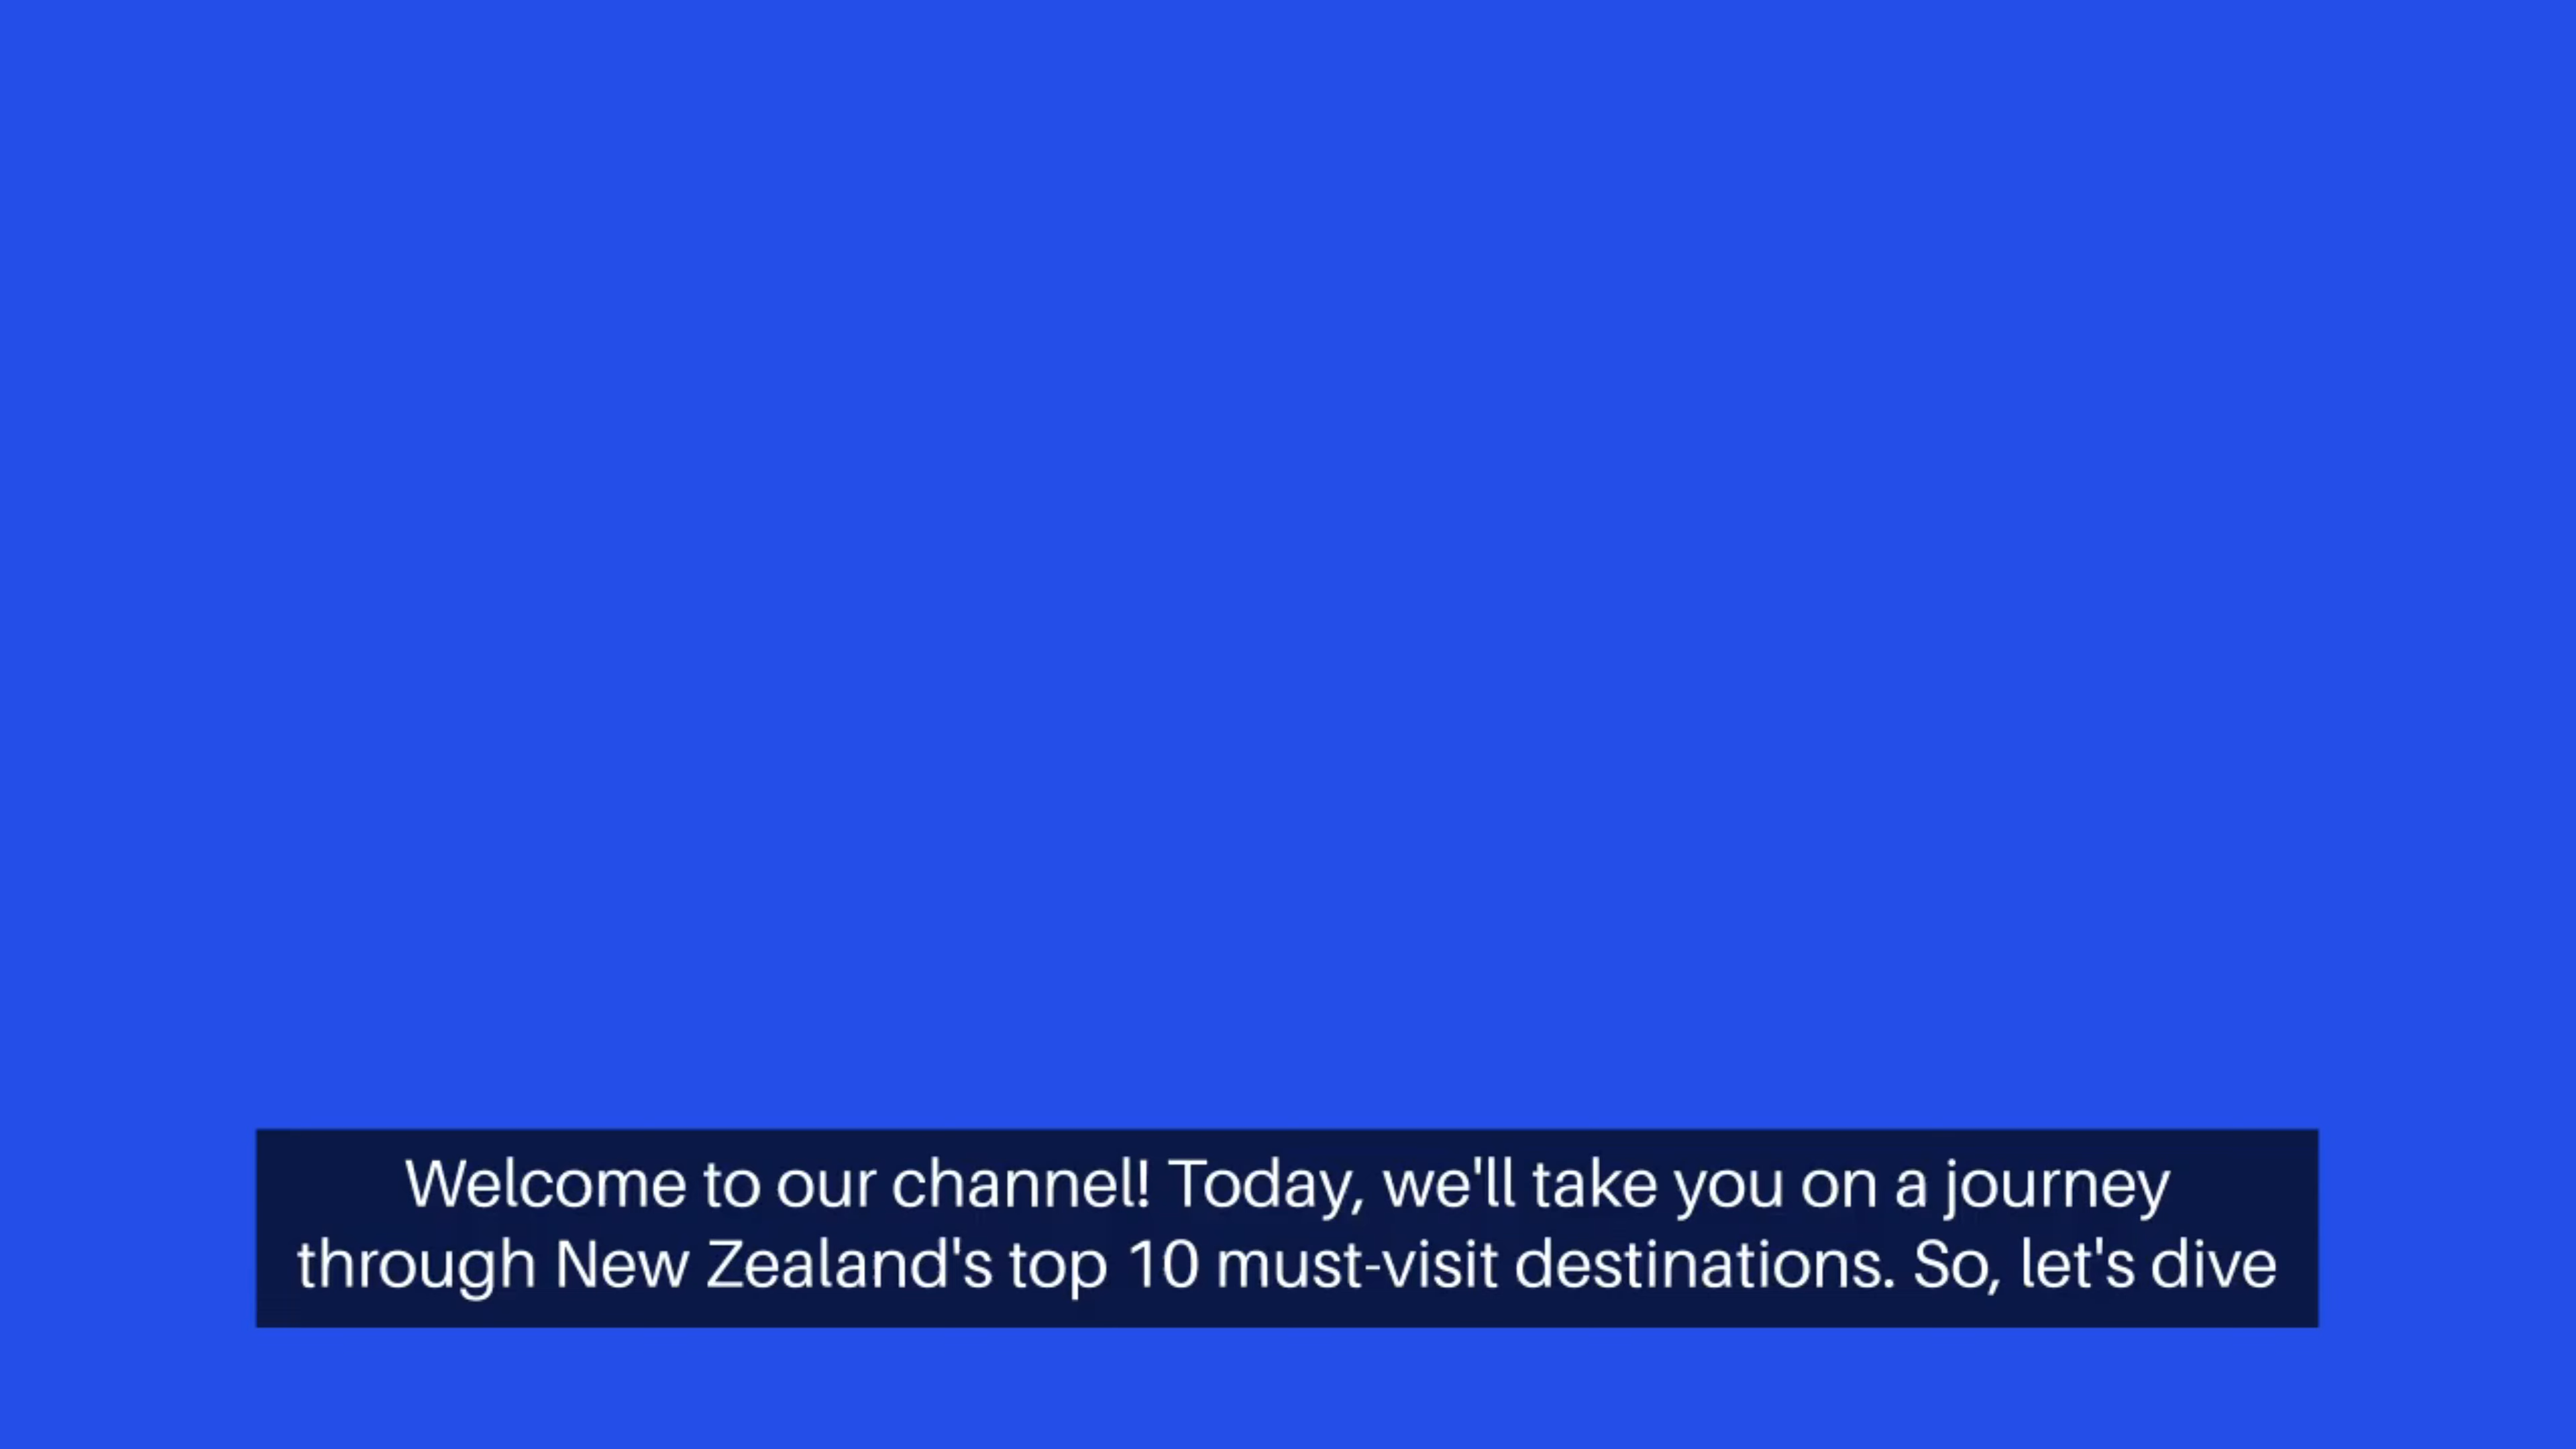 Welcome to our channel! Today, we'll take you on a journey
through New Zealand's top 10 must-visit destinations. So, let's dive